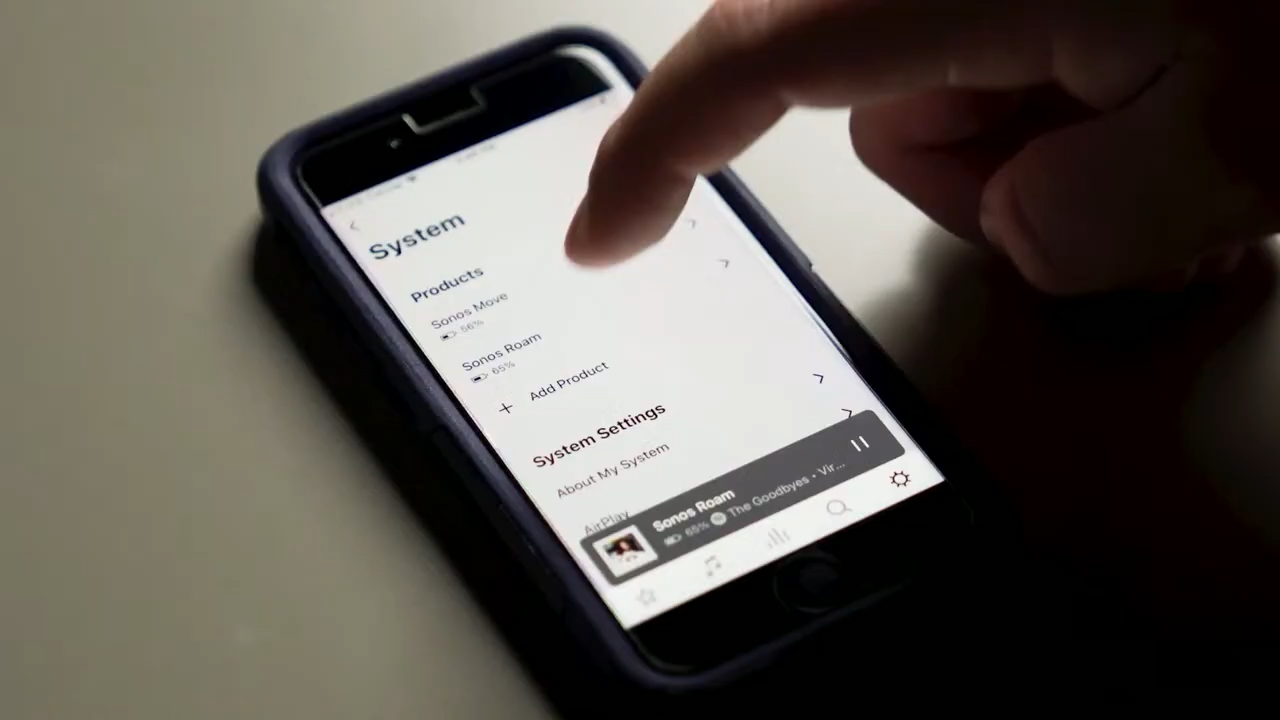 System
Products
Sonos Move
56%
Sonos Roam
65%
+ Add Product
System Settings
About My System
AirPlay
Sonos Roam
65% The Goodbyes • Vir...